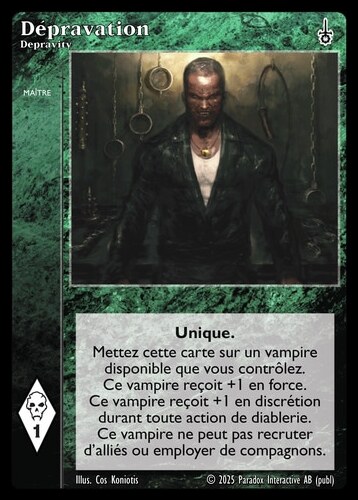 Dépravation
Depravity
MAÎTRE
Unique.
Mettez cette carte sur un vampire
disponible que vous contrôlez.
Ce vampire reçoit +1 en force.
Ce vampire reçoit +1 en discrétion
durant toute action de diablerie.
Ce vampire ne peut pas recruter
d'alliés ou employer de compagnons.
1
Illus. Cos Koniotis
© 2025 Paradox Interactive AB (publ)